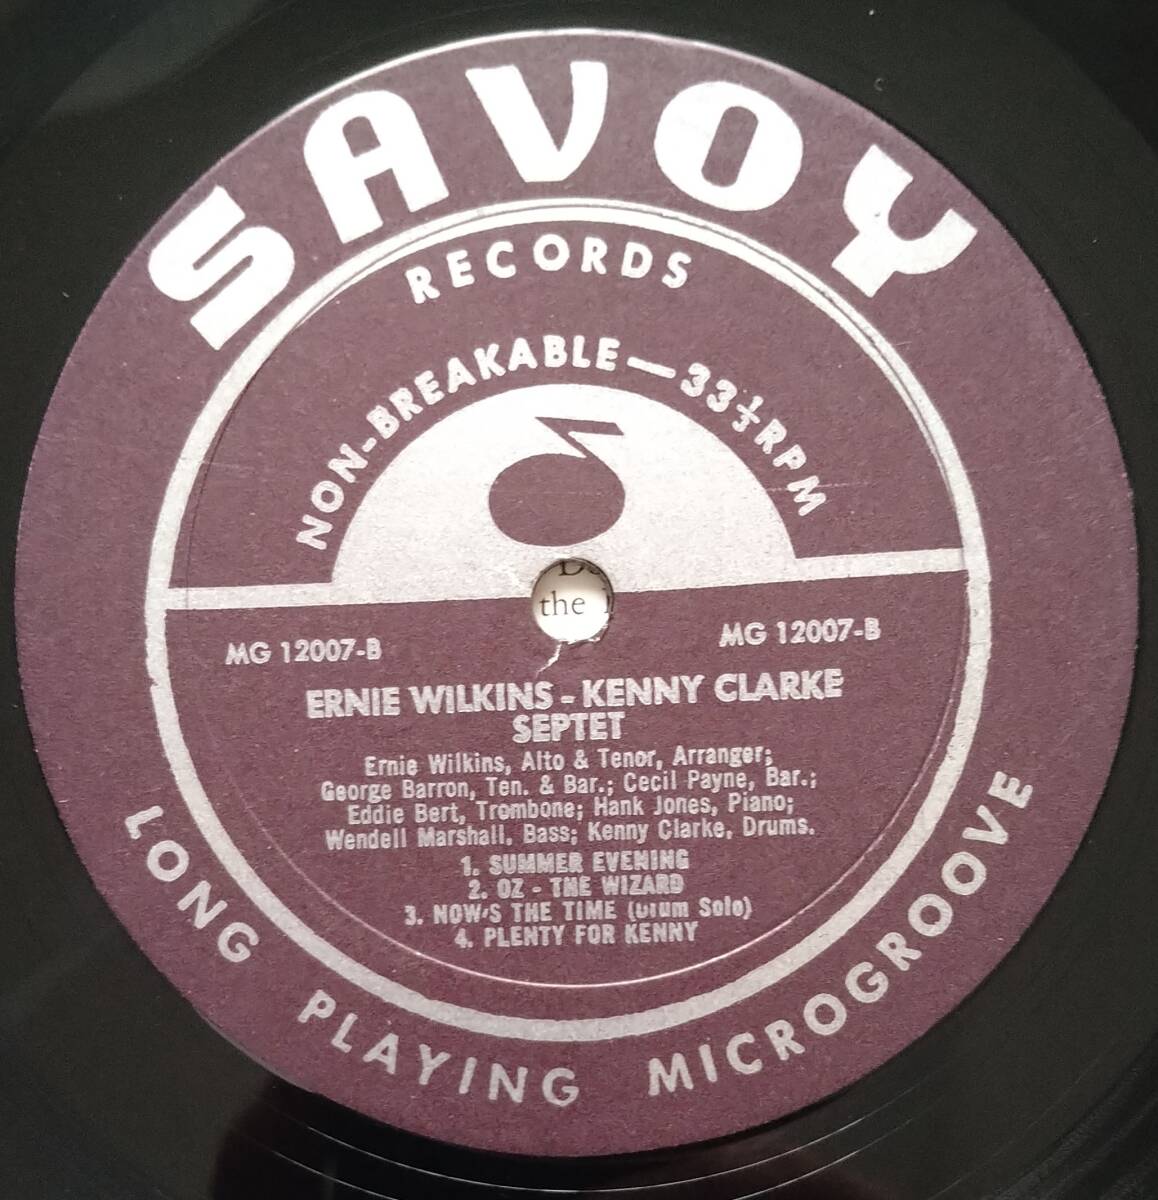 SAVOY
RECORDS
NON-BREAKABLE — 33 1/3 RPM
the
MG 12007-B
MG 12007-B
ERNIE WILKINS - KENNY CLARKE
SEPTET
Ernie Wilkins, Alto & Tenor, Arranger;
George Barron, Ten. & Bar.; Cecil Payne, Bar.;
Eddie Bert, Trombone; Hank Jones, Piano;
Wendell Marshall, Bass; Kenny Clarke, Drums.
1. SUMMER EVENING
2. OZ - THE WIZARD
3. NOW'S THE TIME (Drum Solo)
4. PLENTY FOR KENNY
LONG PLAYING MICROGROOVE